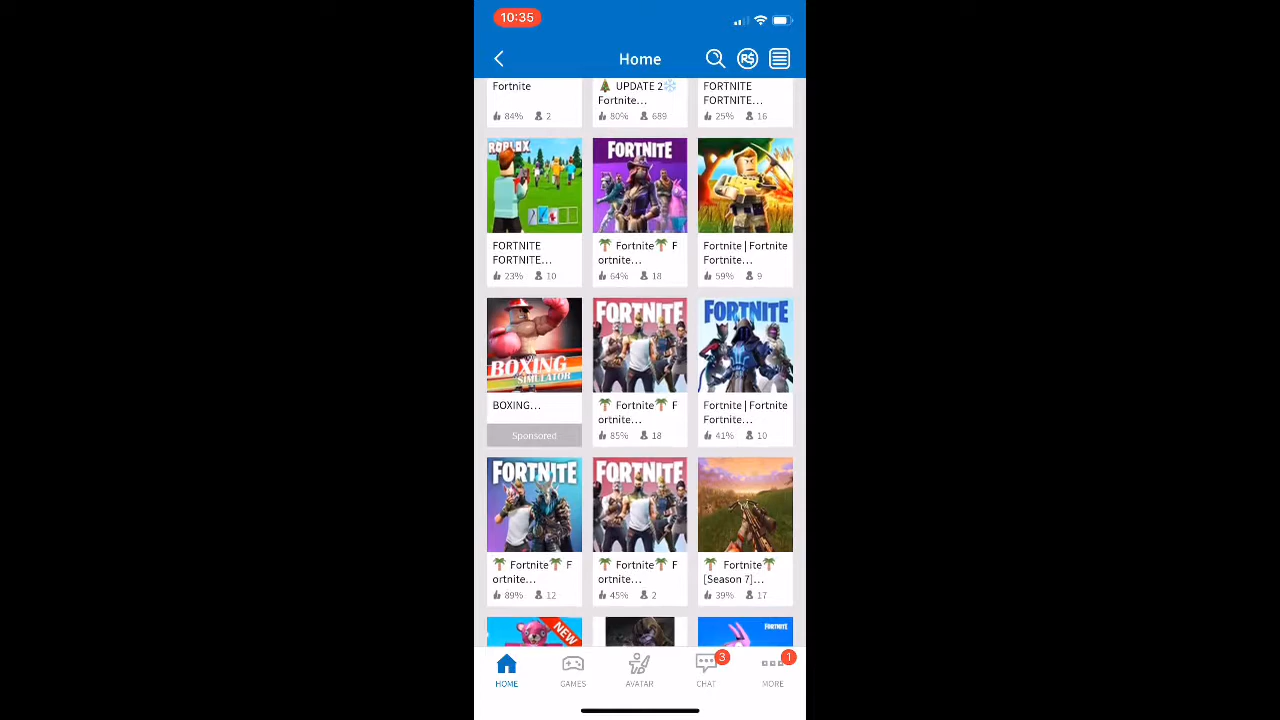 10:35
Home
R$
Fortnite
🎄 UPDATE 2❄️
Fortnite...
FORTNITE
FORTNITE...
84% 2
80% 689
25% 16
ROBLOX
FORTNITE
FORTNITE
FORTNITE...
🌴 Fortnite🌴 F
ortnite...
Fortnite | Fortnite
Fortnite...
23% 10
64% 18
59% 9
BOXING
SIMULATOR
FORTNITE
FORTNITE
BOXING...
🌴 Fortnite🌴 F
ortnite...
Fortnite | Fortnite
Fortnite...
Sponsored
85% 18
41% 10
FORTNITE
FORTNITE
🌴 Fortnite🌴 F
ortnite...
🌴 Fortnite🌴 F
ortnite...
🌴 Fortnite🌴
[Season 7]...
89% 12
45% 2
39% 17
NEW
FORTNITE
3
1
HOME
GAMES
AVATAR
CHAT
MORE